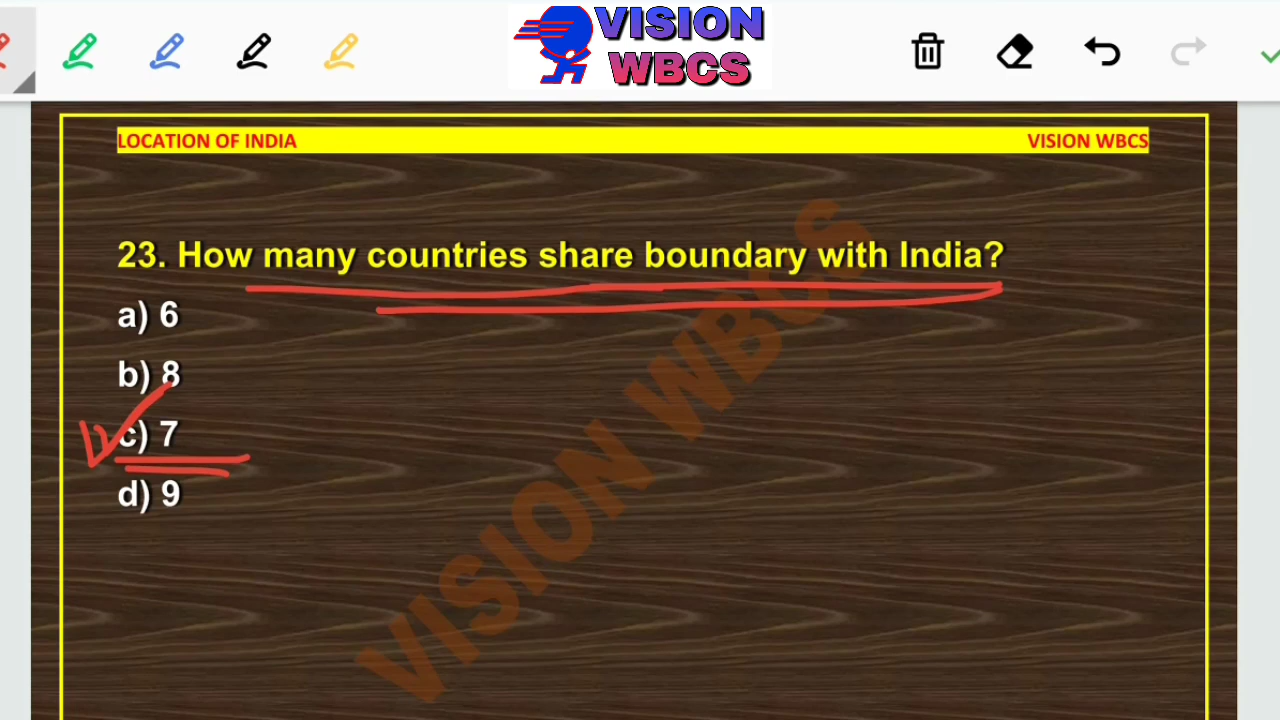 VISION
WBCS
LOCATION OF INDIA VISION WBCS
23. How many countries share boundary with India?
a) 6
b) 8
c) 7
d) 9
VISION WBCS